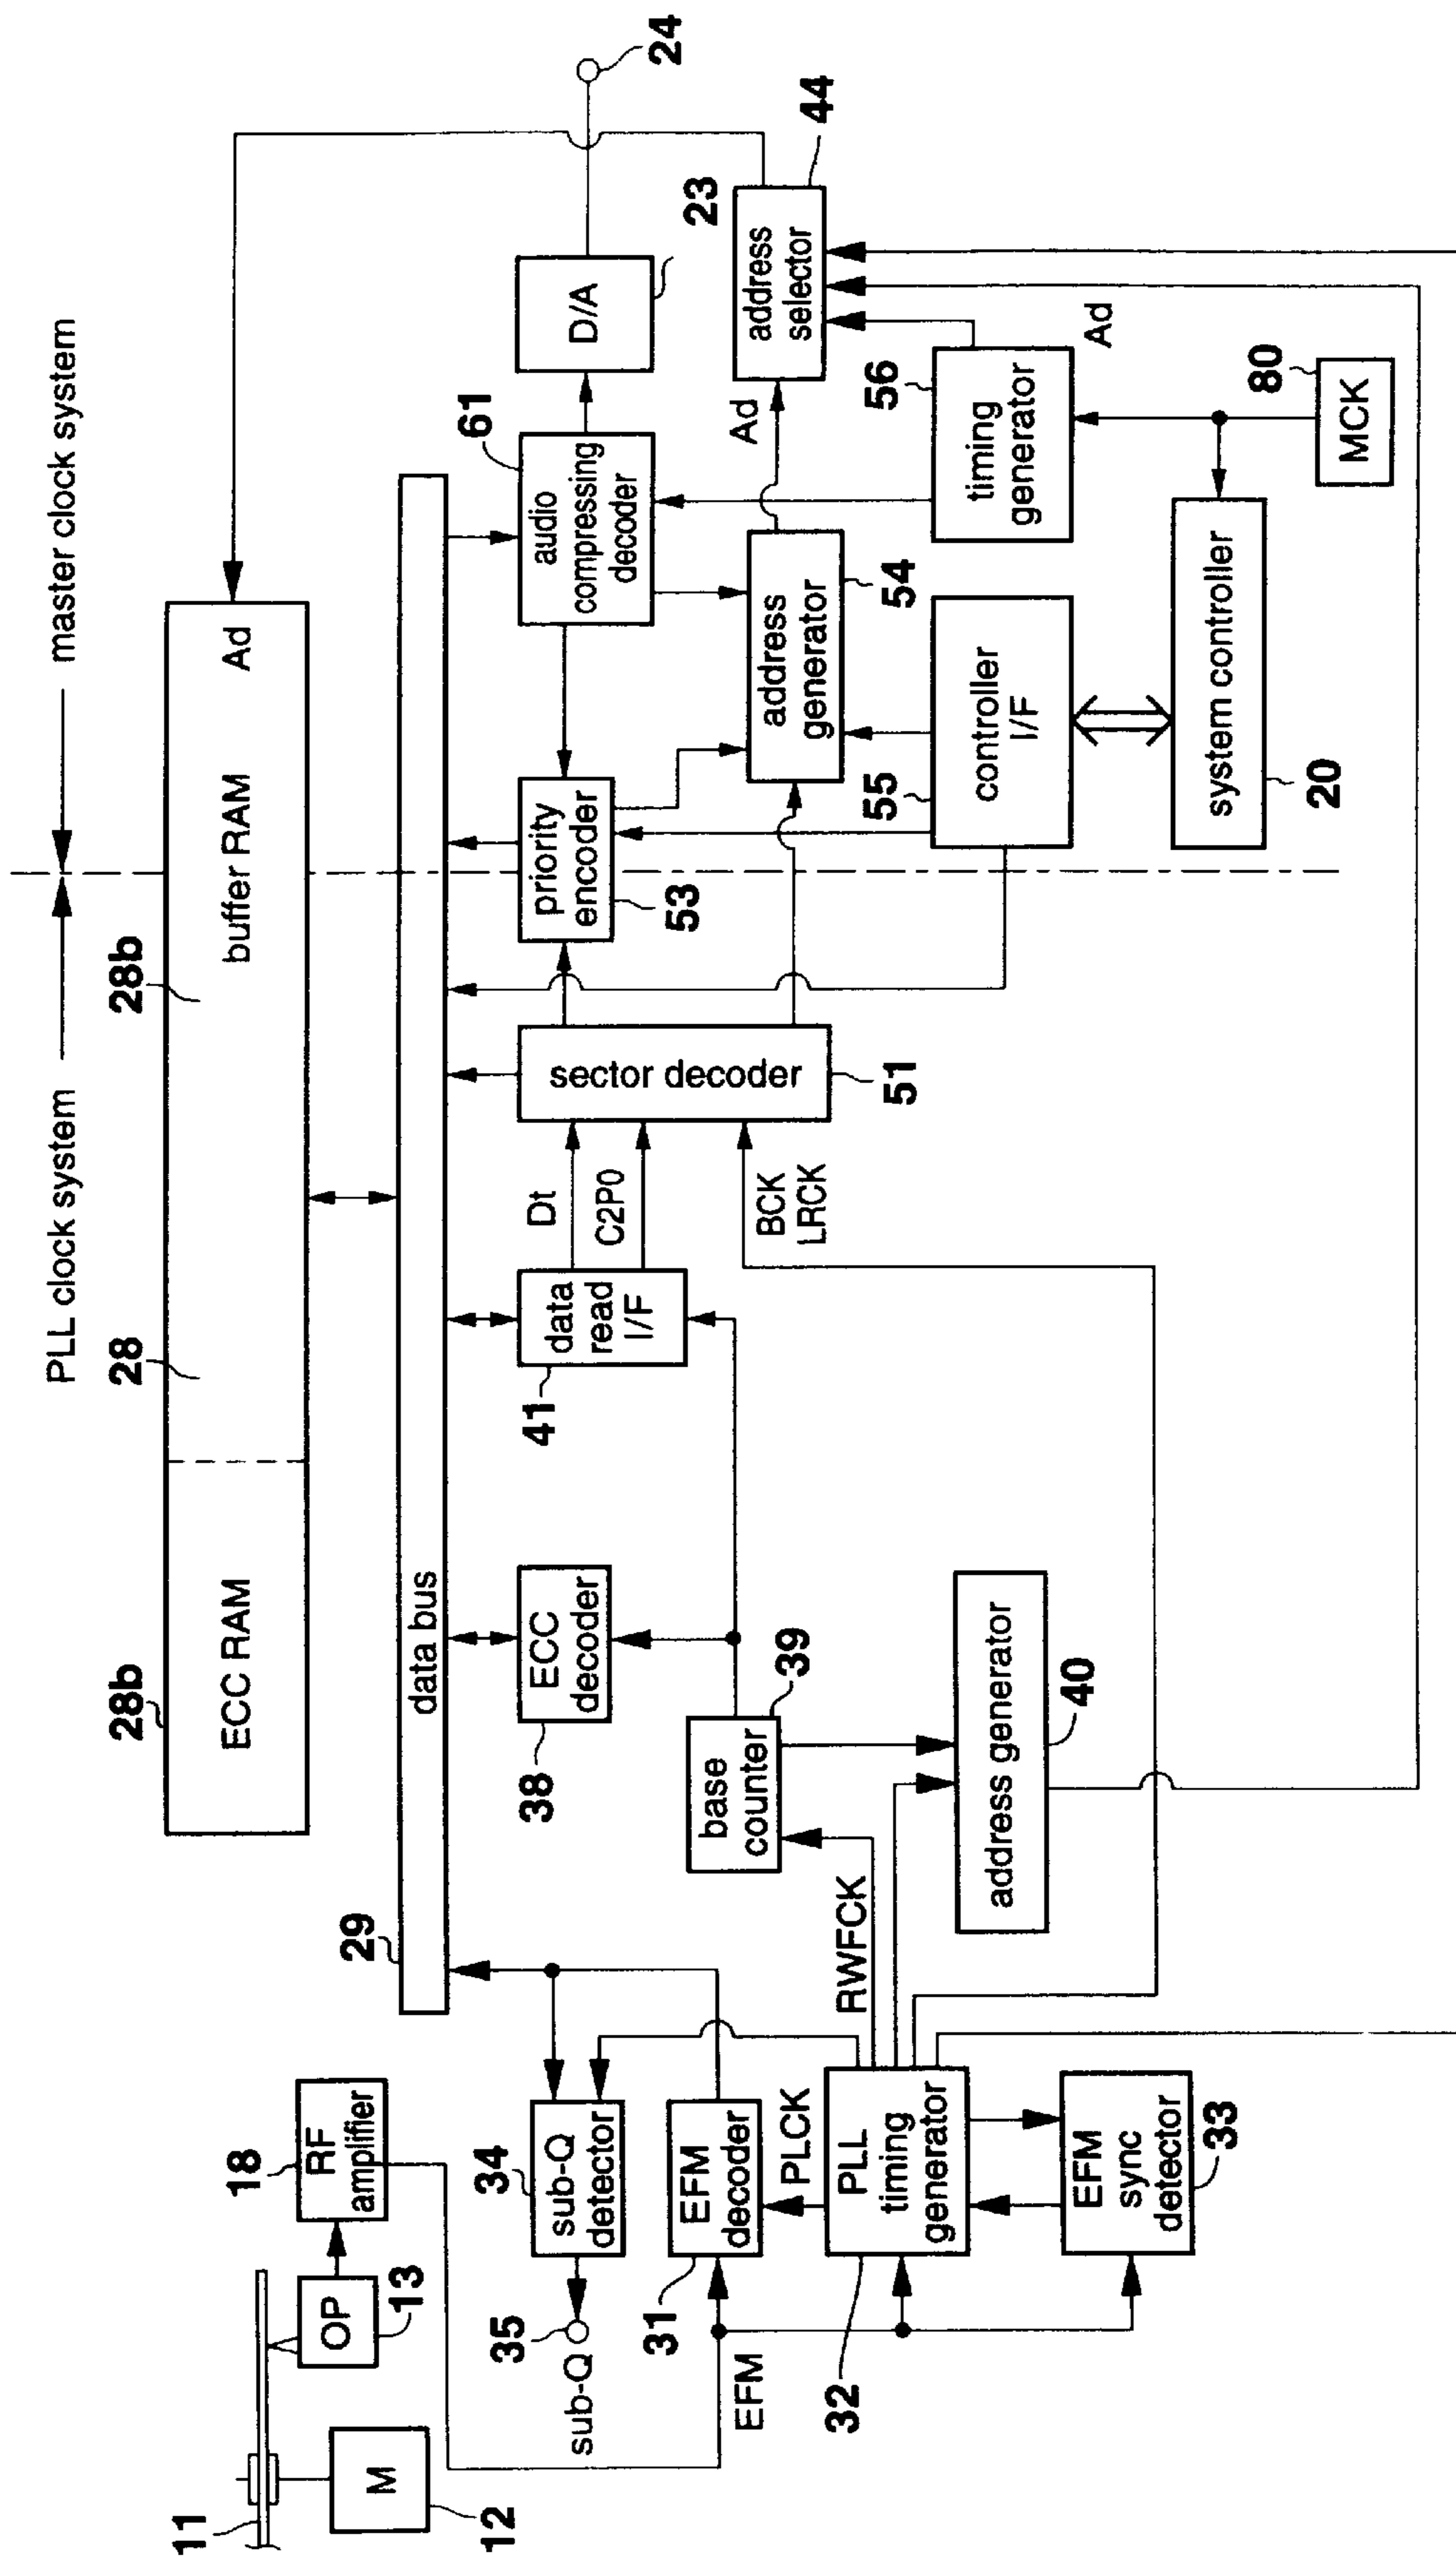 PLL clock system
master clock system
28b
28
28b
ECC RAM
buffer RAM
Ad
29
data bus
11
M
12
OP
13
18
RF
amplifier
sub-Q
35
34
sub-Q
detector
38
ECC
decoder
41
data
read
I/F
Dt
C2P0
BCK
LRCK
sector decoder
51
priority
encoder
53
61
audio
compressing
decoder
D/A
23
24
EFM
31
EFM
decoder
PLCK
base
counter
39
address
generator
54
Ad
address
selector
44
32
PLL
timing
generator
RWFCK
address generator
40
55
controller
I/F
56
timing
generator
Ad
EFM
sync
detector
33
system controller
20
80
MCK